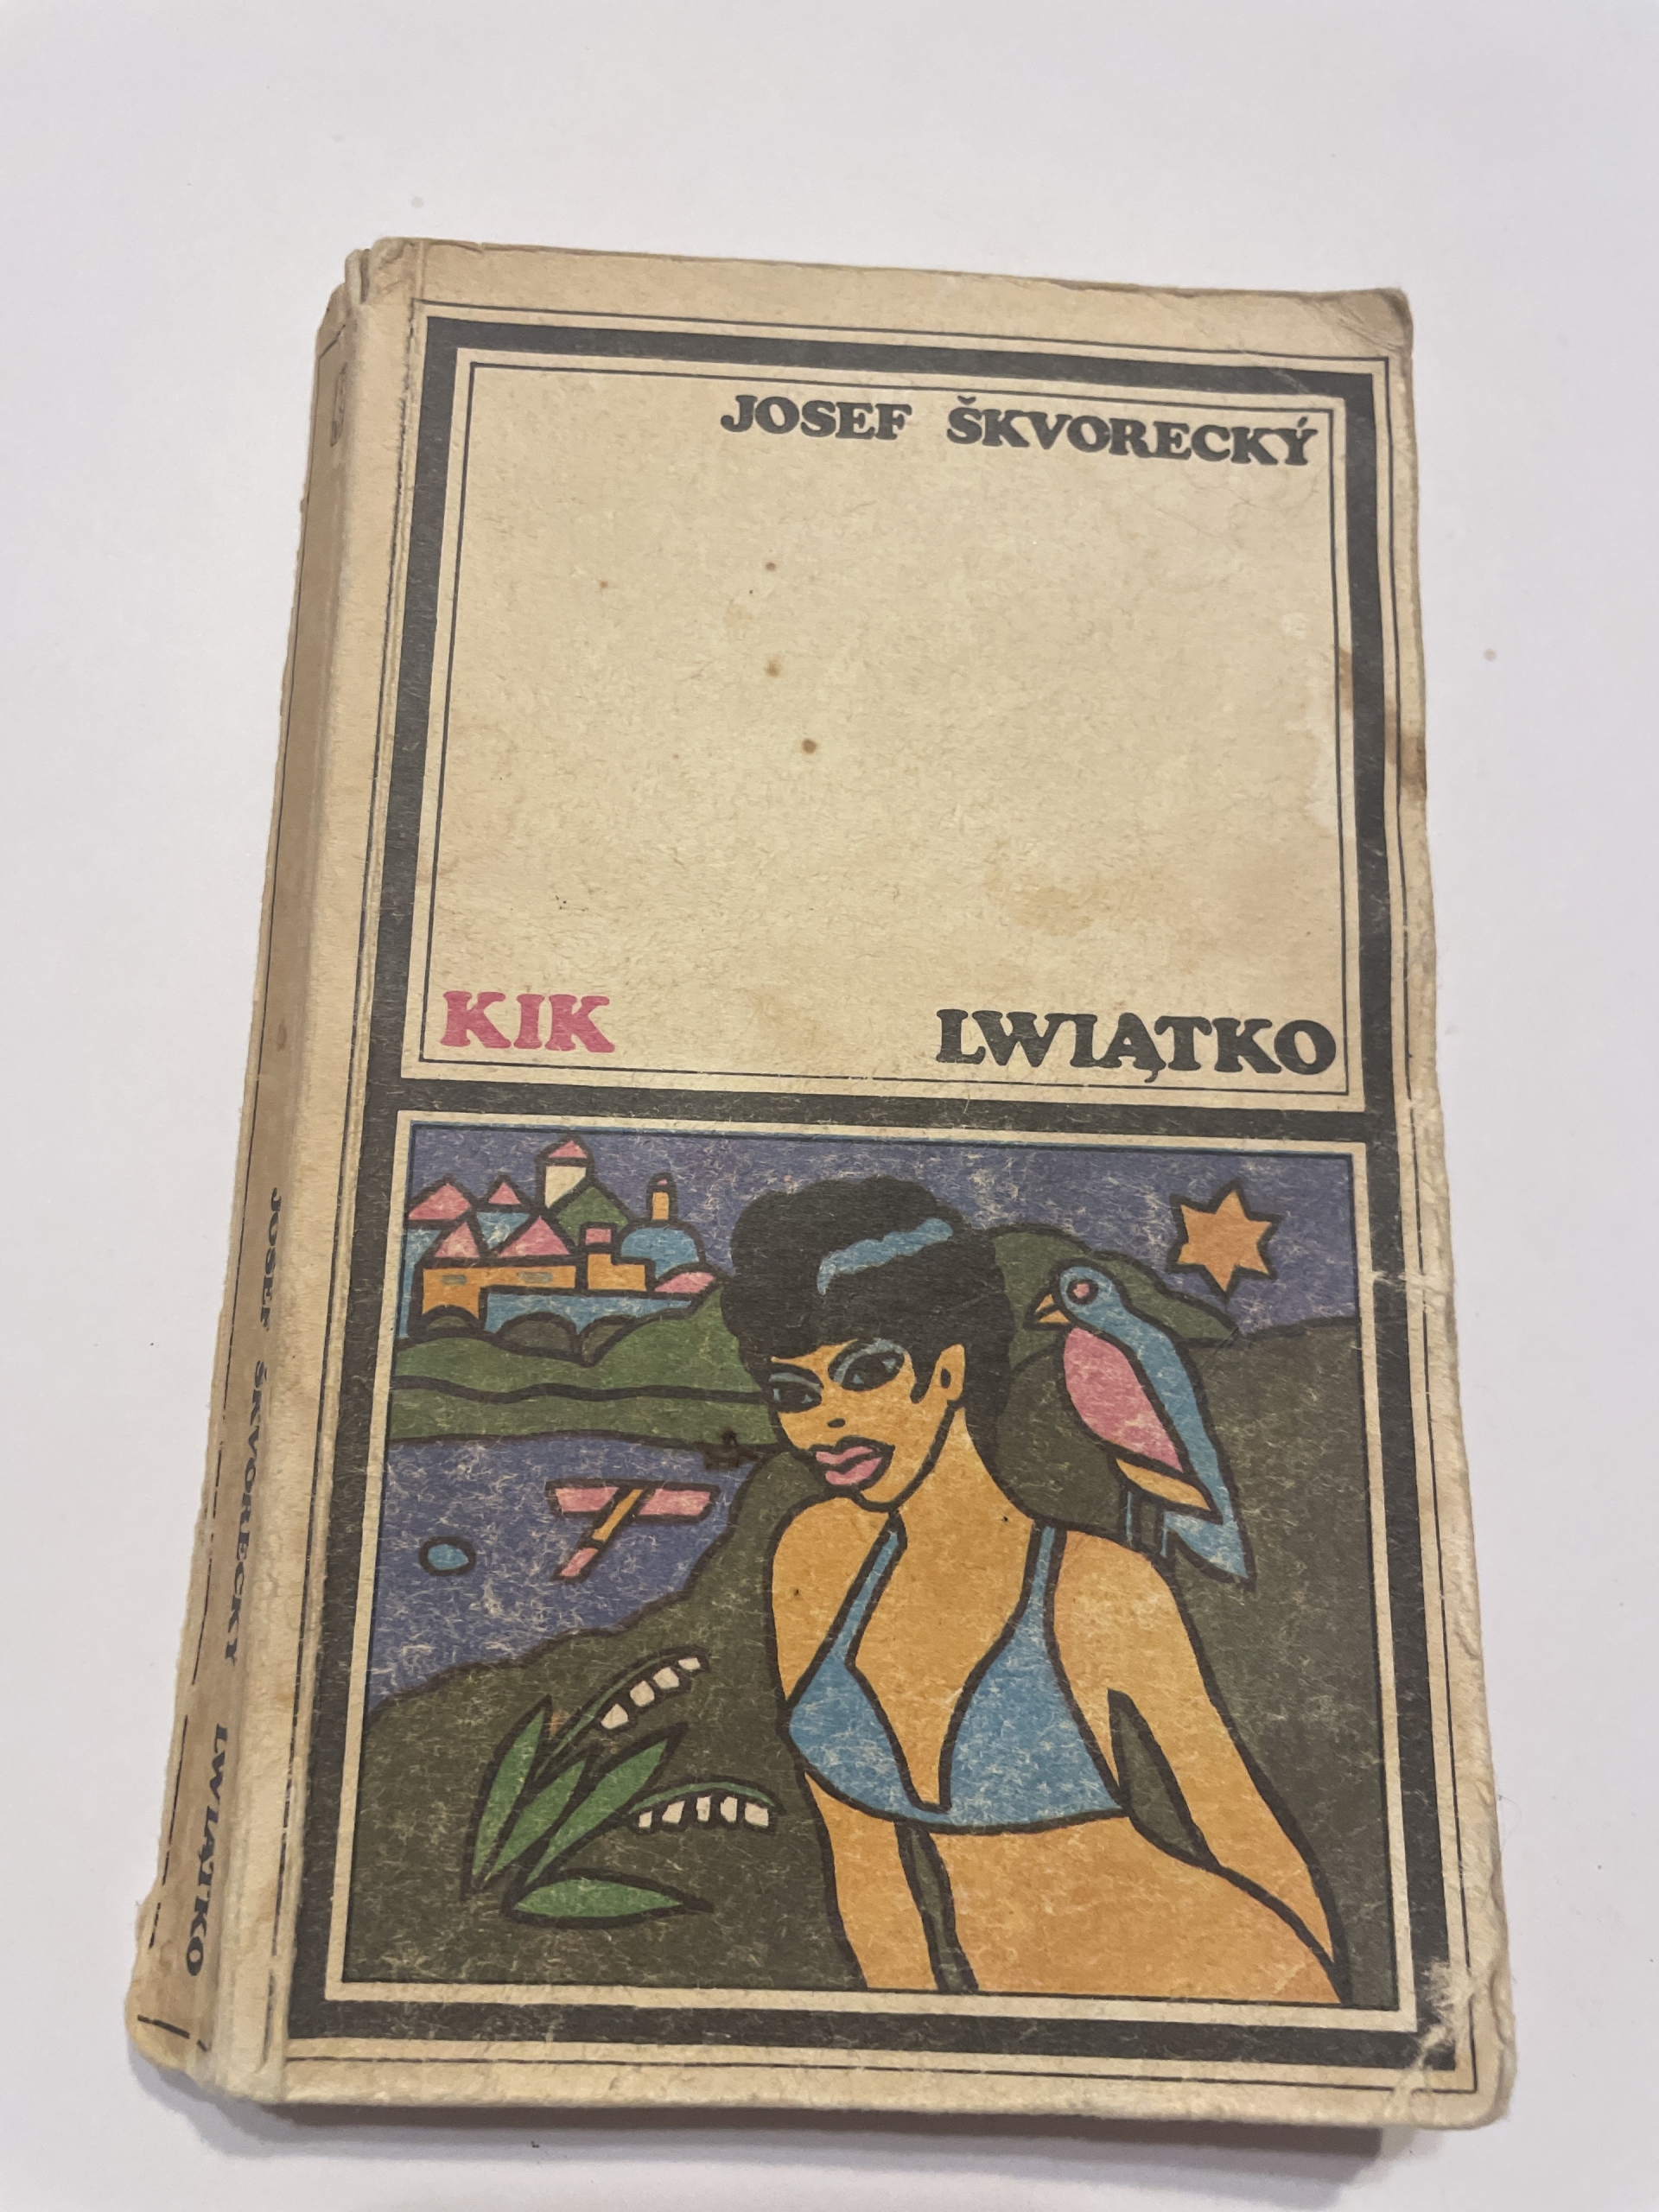 JOSEF ŠKVORECKÝ
KIK
LWIĄTKO
JOSEF ŠKVORECKÝ LWIĄTKO